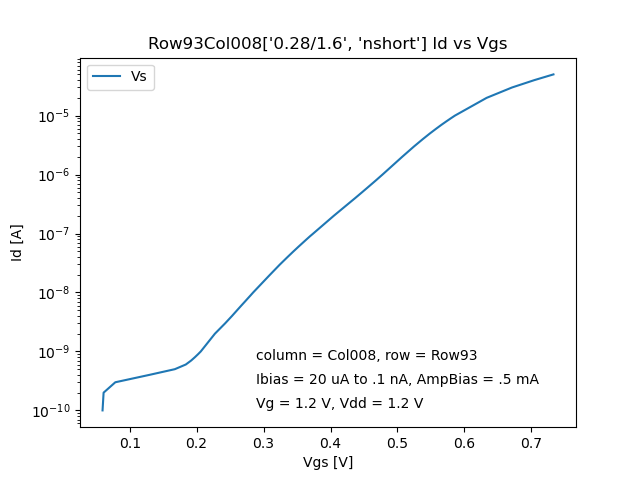 Row93Col008['0.28/1.6', 'nshort'] Id vs Vgs
Vs
10⁻⁵
10⁻⁶
10⁻⁷
10⁻⁸
10⁻⁹
10⁻¹⁰
Id [A]
column = Col008, row = Row93
Ibias = 20 uA to .1 nA, AmpBias = .5 mA
Vg = 1.2 V, Vdd = 1.2 V
0.1 0.2 0.3 0.4 0.5 0.6 0.7
Vgs [V]